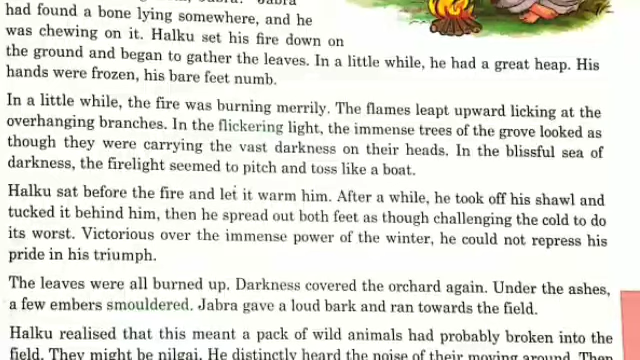 had found a bone lying somewhere, and he
was chewing on it. Halku set his fire down on
the ground and began to gather the leaves. In a little while, he had a great heap. His
hands were frozen, his bare feet numb.
In a little while, the fire was burning merrily. The flames leapt upward licking at the
overhanging branches. In the flickering light, the immense trees of the grove looked as
though they were carrying the vast darkness on their heads. In the blissful sea of
darkness, the firelight seemed to pitch and toss like a boat.
Halku sat before the fire and let it warm him. After a while, he took off his shawl and
tucked it behind him, then he spread out both feet as though challenging the cold to do
its worst. Victorious over the immense power of the winter, he could not repress his
pride in his triumph.
The leaves were all burned up. Darkness covered the orchard again. Under the ashes,
a few embers smouldered. Jabra gave a loud bark and ran towards the field.
Halku realised that this meant a pack of wild animals had probably broken into the
field. They might be nilgai. He distinctly heard the noise of their moving around. Then